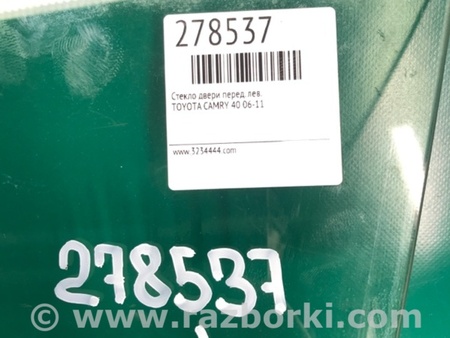 278537
Стекло двери перед. лев.
TOYOTA CAMRY 40 06-11
www.3234444.com
278537
© www.razborki.com